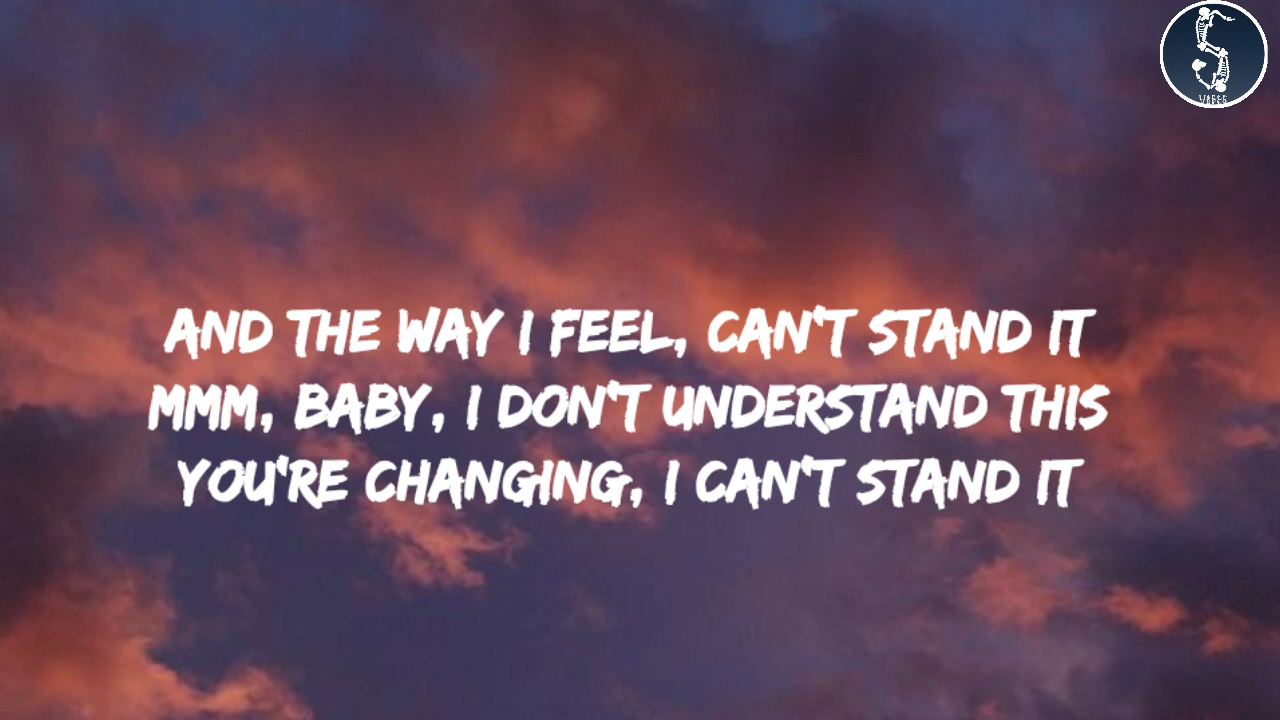 AND THE WAY I FEEL, CAN'T STAND IT
MMM, BABY, I DON'T UNDERSTAND THIS
YOU'RE CHANGING, I CAN'T STAND IT